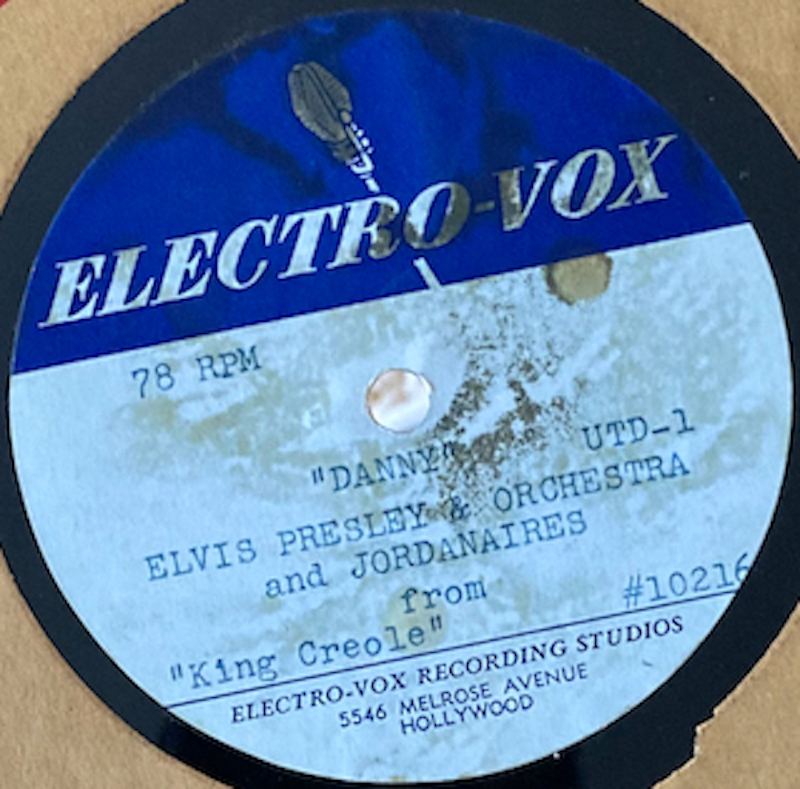 ELECTRO-VOX
78 RPM
"DANNY" UTD-1
ELVIS PRESLEY & ORCHESTRA
and JORDANAIRES
from #10216
"King Creole"
ELECTRO-VOX RECORDING STUDIOS
5546 MELROSE AVENUE
HOLLYWOOD